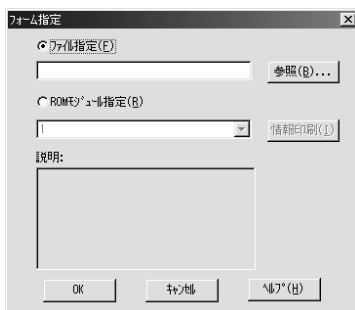 フォーム指定
ファイル指定(F)
参照(B)...
ROMモジュール指定(R)
1
情報印刷(I)
説明:
OK
キャンセル
ヘルプ(H)